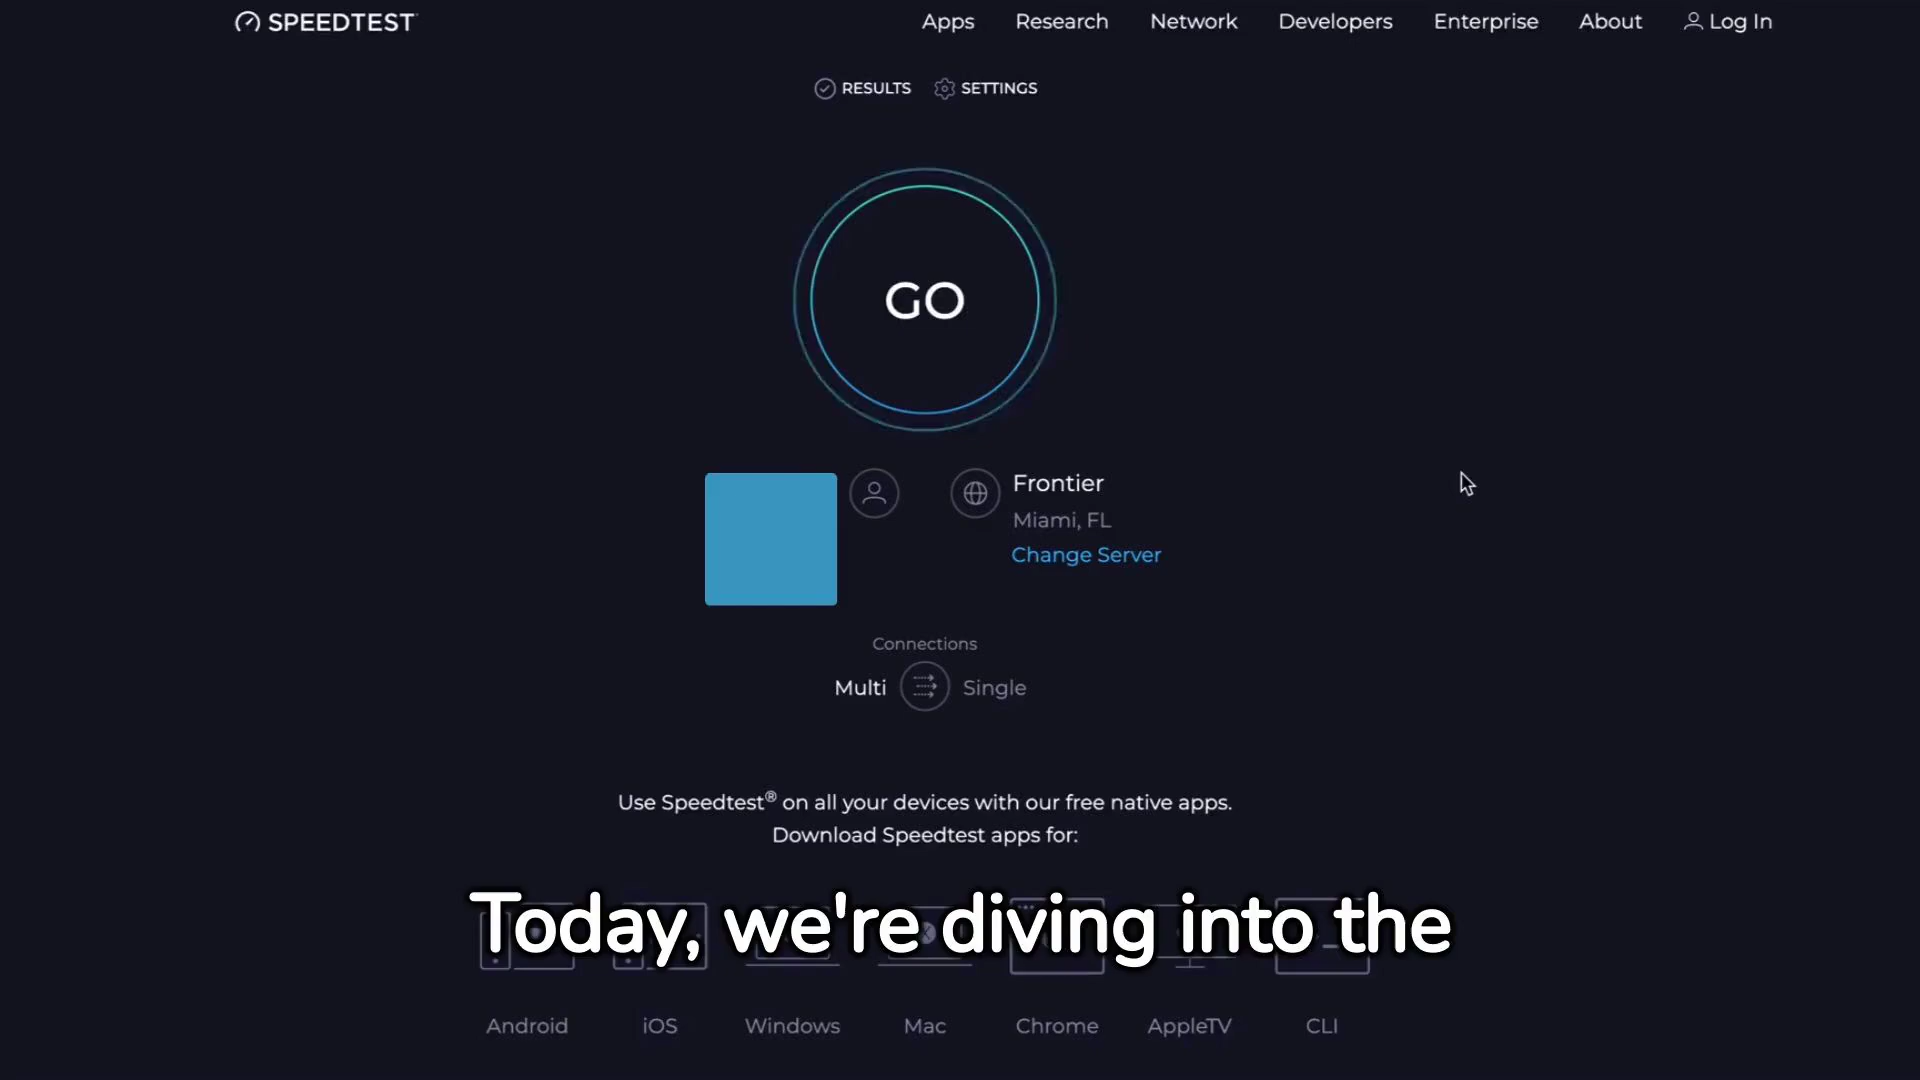 SPEEDTEST
Apps Research Network Developers Enterprise About Log In
RESULTS SETTINGS
GO
Frontier
Miami, FL
Change Server
Connections
Multi Single
Use Speedtest® on all your devices with our free native apps.
Download Speedtest apps for:
Today, we're diving into the
Android iOS Windows Mac Chrome AppleTV CLI